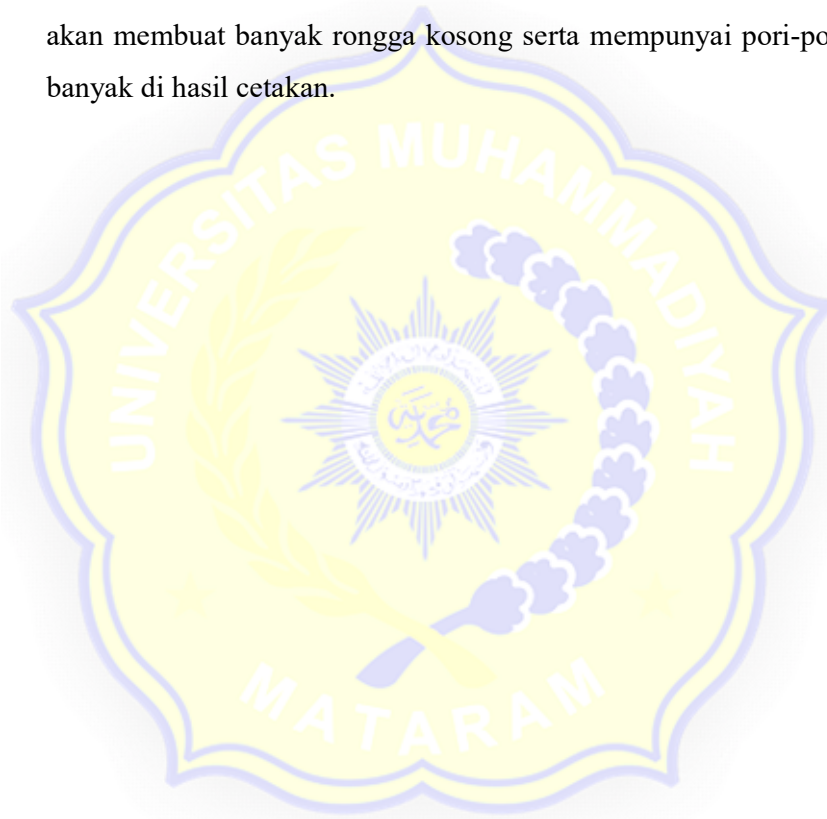 akan membuat banyak rongga kosong serta mempunyai pori-po
banyak di hasil cetakan.
UNIVERSITAS MUHAMMADIYAH
MATARAM